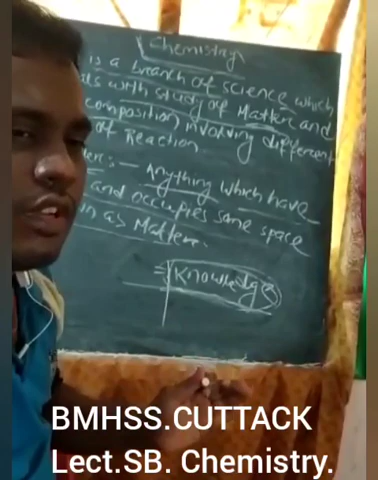 Chemistry
is a branch of science which
with study of Matter and
composition involving different
of Reaction
:- Anything which have
and occupies some space
as Matter.
Knowledge
BMHSS.CUTTACK
Lect.SB. Chemistry.